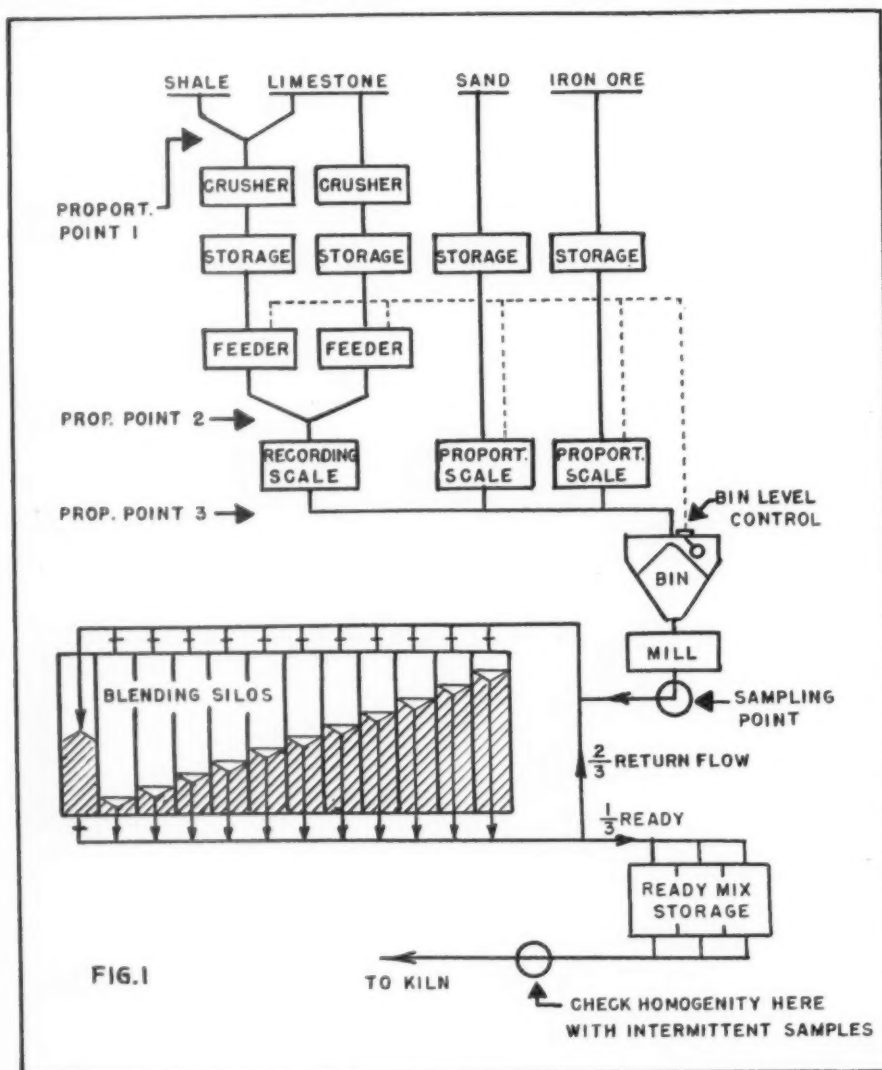 SHALE LIMESTONE SAND IRON ORE
PROPORT.
POINT 1
CRUSHER CRUSHER
STORAGE STORAGE STORAGE STORAGE
FEEDER FEEDER
PROP. POINT 2
RECORDING
SCALE
PROPORT.
SCALE
PROPORT.
SCALE
PROP. POINT 3
BIN LEVEL
CONTROL
BIN
MILL
SAMPLING
POINT
BLENDING SILOS
2/3 RETURN FLOW
1/3 READY
READY MIX
STORAGE
FIG.1
TO KILN
CHECK HOMOGENITY HERE
WITH INTERMITTENT SAMPLES